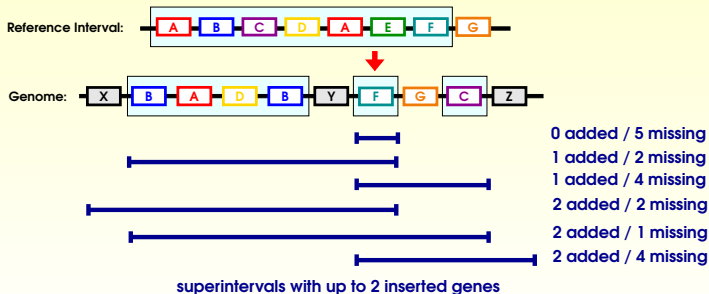 Reference Interval: A B C D A E F G
Genome: X B A D B Y F G C Z
0 added / 5 missing
1 added / 2 missing
1 added / 4 missing
2 added / 2 missing
2 added / 1 missing
2 added / 4 missing
superintervals with up to 2 inserted genes